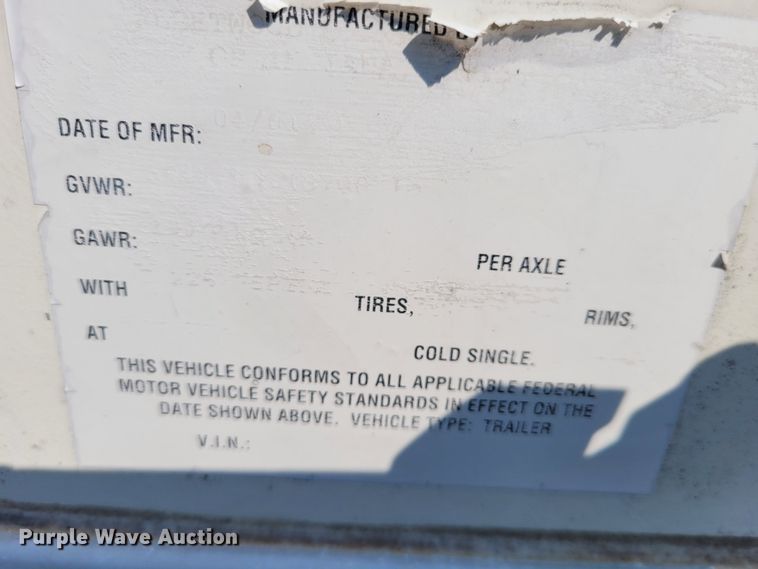 MANUFACTURED BY
DATE OF MFR:
GVWR:
GAWR:
PER AXLE
WITH
TIRES,
RIMS,
AT
COLD SINGLE.
THIS VEHICLE CONFORMS TO ALL APPLICABLE FEDERAL
MOTOR VEHICLE SAFETY STANDARDS IN EFFECT ON THE
DATE SHOWN ABOVE. VEHICLE TYPE: TRAILER
V.I.N.:
Purple Wave Auction